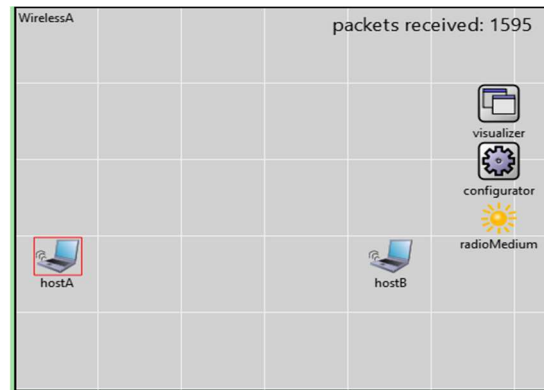 WirelessA
packets received: 1595
visualizer
configurator
radioMedium
hostA
hostB